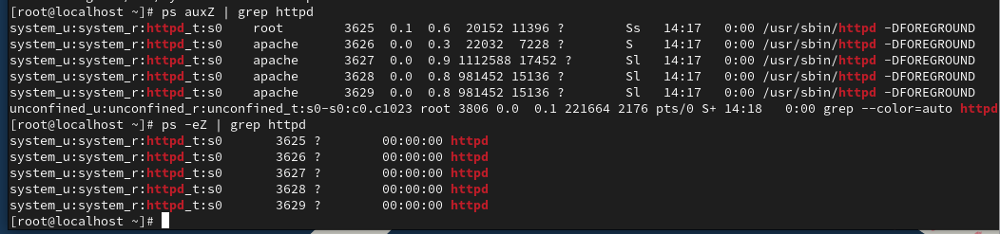 [root@localhost ~]# ps auxZ | grep httpd
system_u:system_r:httpd_t:s0    root        3625  0.1  0.6  20152 11396 ?        Ss   14:17   0:00 /usr/sbin/httpd -DFOREGROUND
system_u:system_r:httpd_t:s0    apache      3626  0.0  0.3  22032  7228 ?        S    14:17   0:00 /usr/sbin/httpd -DFOREGROUND
system_u:system_r:httpd_t:s0    apache      3627  0.0  0.9 1112588 17452 ?       Sl   14:17   0:00 /usr/sbin/httpd -DFOREGROUND
system_u:system_r:httpd_t:s0    apache      3628  0.0  0.8 981452 15136 ?        Sl   14:17   0:00 /usr/sbin/httpd -DFOREGROUND
system_u:system_r:httpd_t:s0    apache      3629  0.0  0.8 981452 15136 ?        Sl   14:17   0:00 /usr/sbin/httpd -DFOREGROUND
unconfined_u:unconfined_r:unconfined_t:s0-s0:c0.c1023 root 3806 0.0  0.1 221664 2176 pts/0 S+ 14:18   0:00 grep --color=auto httpd
[root@localhost ~]# ps -eZ | grep httpd
system_u:system_r:httpd_t:s0       3625 ?        00:00:00 httpd
system_u:system_r:httpd_t:s0       3626 ?        00:00:00 httpd
system_u:system_r:httpd_t:s0       3627 ?        00:00:00 httpd
system_u:system_r:httpd_t:s0       3628 ?        00:00:00 httpd
system_u:system_r:httpd_t:s0       3629 ?        00:00:00 httpd
[root@localhost ~]#